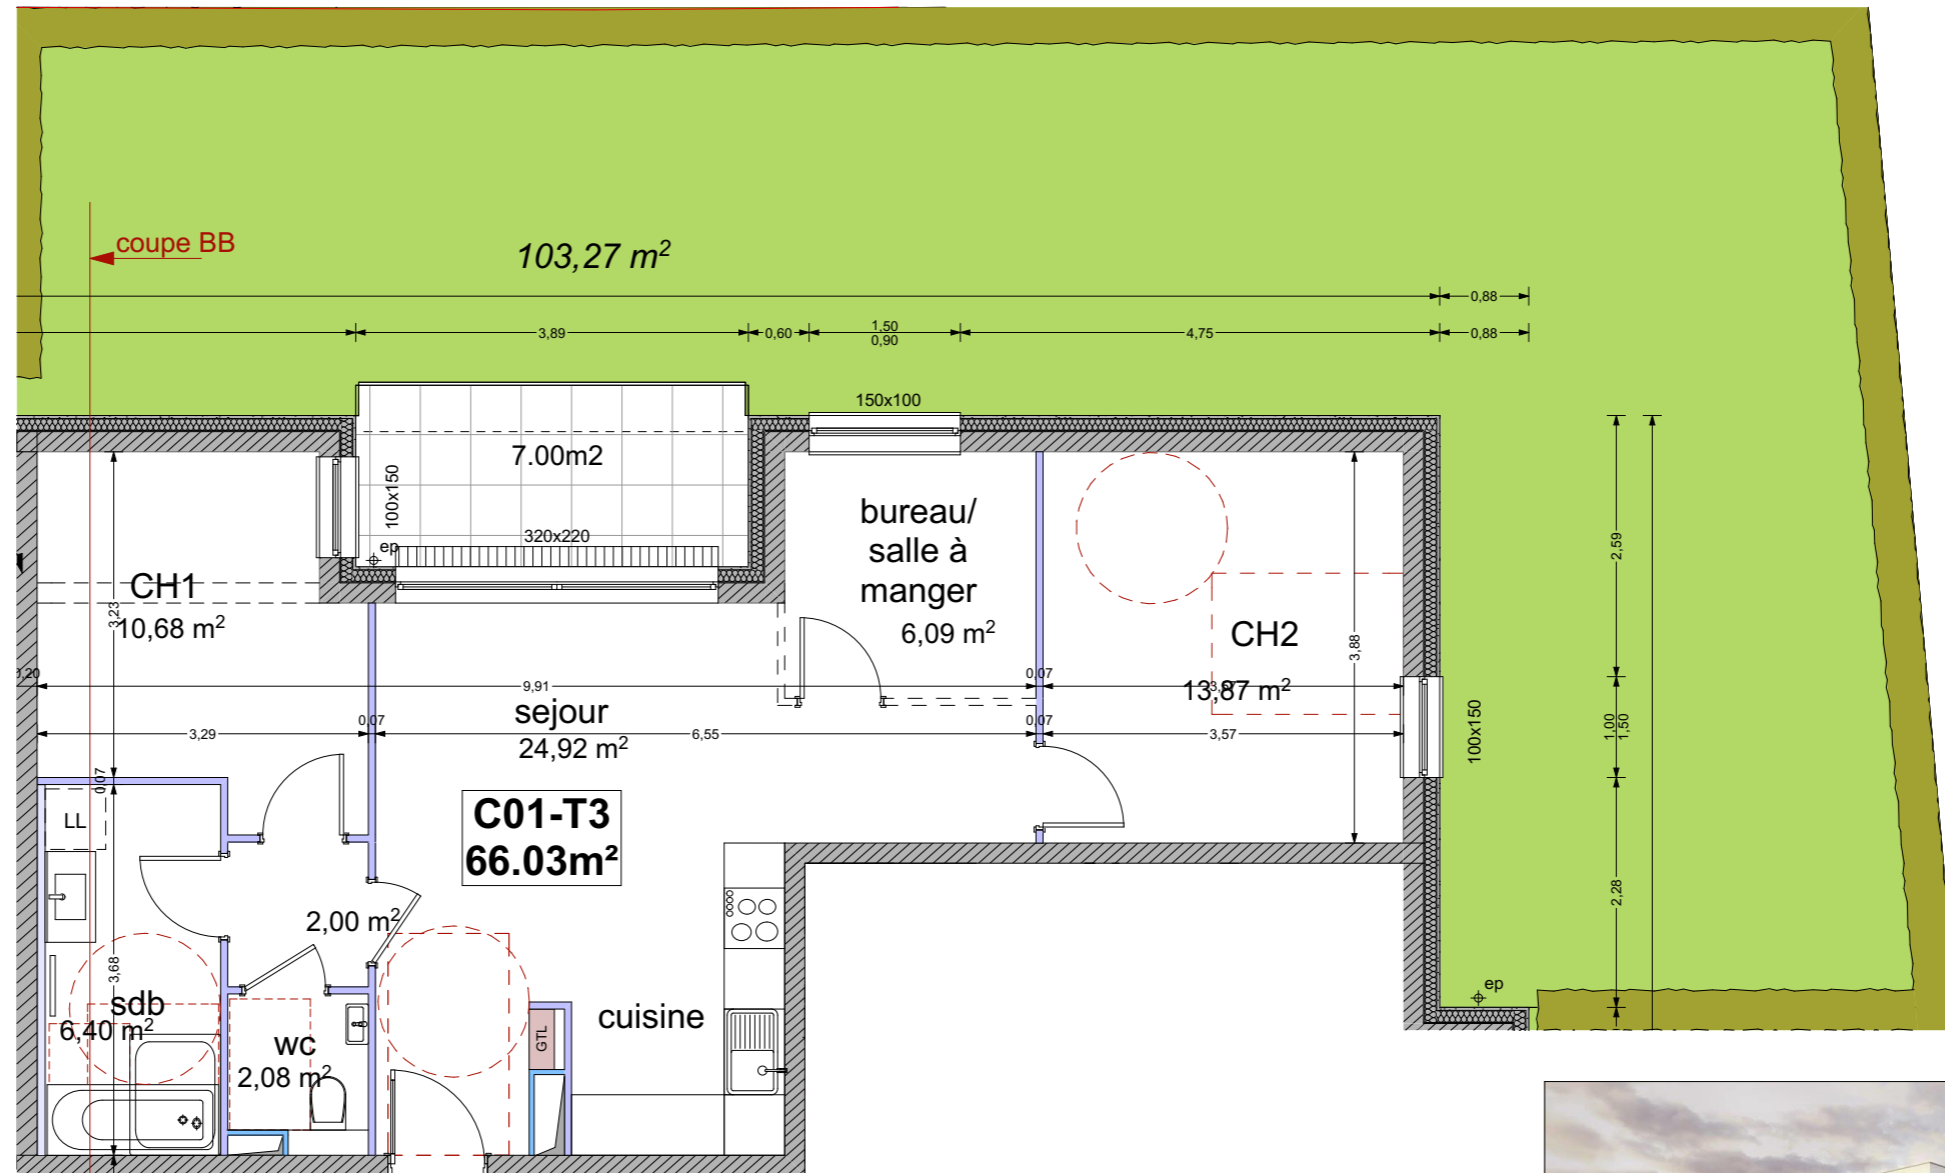 coupe BB
103,27 m²
0,88
3,89
0,60
1,50
0,90
4,75
0,88
150x100
7.00m2
100x150
320x220
ep
bureau/
salle à
manger
6,09 m²
CH1
10,68 m²
3,23
CH2
13,87 m²
3,88
2,59
9,91
0,07
sejour
24,92 m²
0,07
3,29
6,55
0,07
3,57
100x150
1,00
1,50
0,07
LL
C01-T3
66.03m²
2,28
2,00 m²
3,68
sdb
6,40 m²
wc
2,08 m²
GTL
cuisine
ep